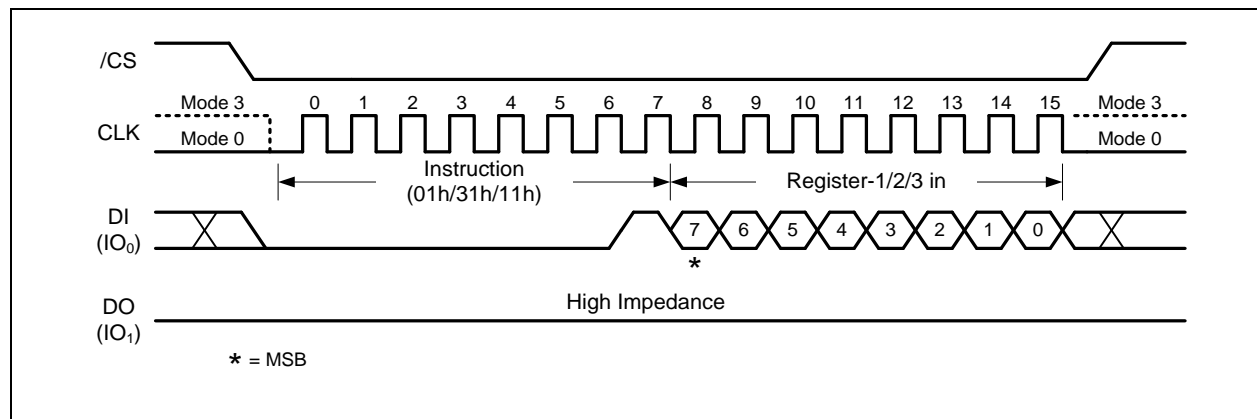 /CS
Mode 3 0 1 2 3 4 5 6 7 8 9 10 11 12 13 14 15 Mode 3
CLK
Mode 0 Mode 0
Instruction
(01h/31h/11h)
Register-1/2/3 in
DI
(IO₀)
7 6 5 4 3 2 1 0
*
High Impedance
DO
(IO₁)
* = MSB